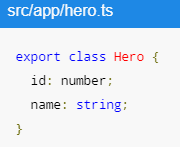 src/app/hero.ts
export class Hero {
  id: number;
  name: string;
}